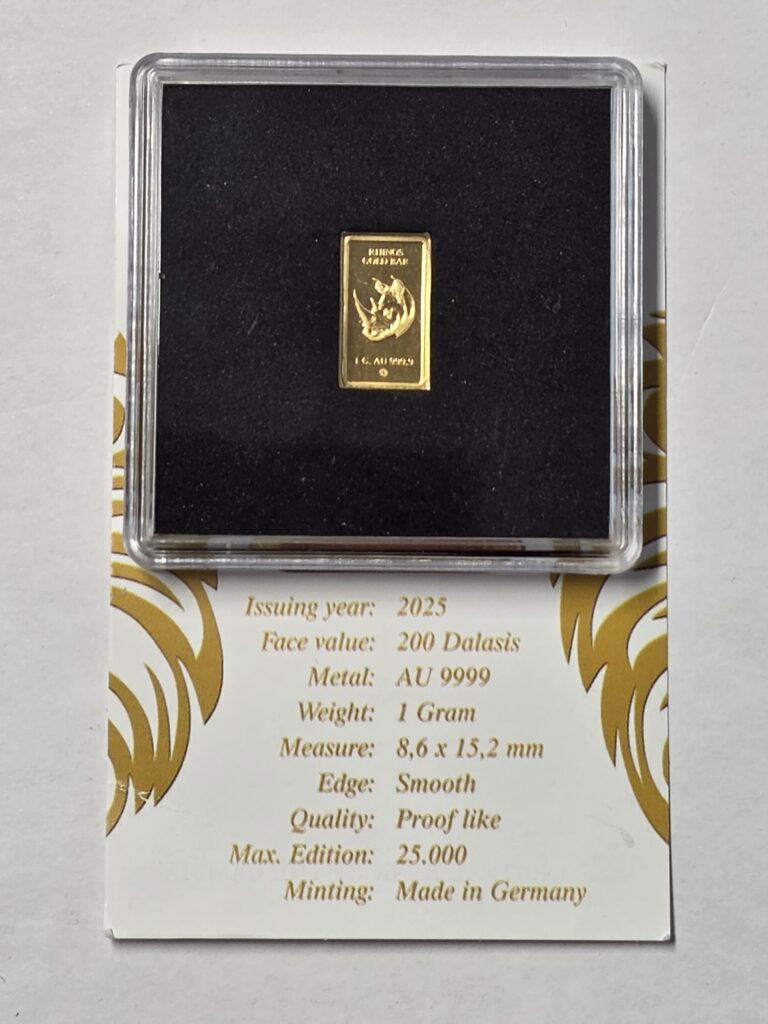 RHINOS
GOLD BAR
1 G. AU 999.9
Issuing year: 2025
Face value: 200 Dalasis
Metal: AU 9999
Weight: 1 Gram
Measure: 8,6 x 15,2 mm
Edge: Smooth
Quality: Proof like
Max. Edition: 25.000
Minting: Made in Germany